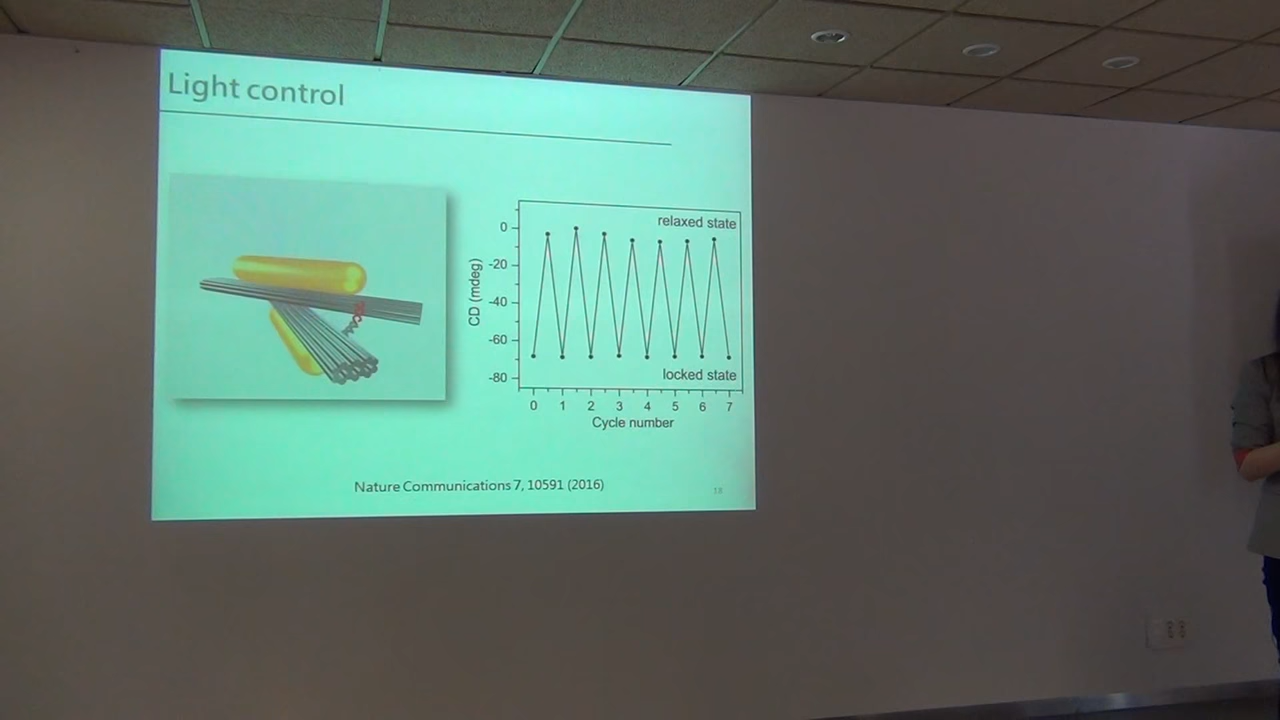 Light control
relaxed state
0
-20
-40
-60
-80
CD (mdeg)
locked state
0 1 2 3 4 5 6 7
Cycle number
Nature Communications 7, 10591 (2016)
18